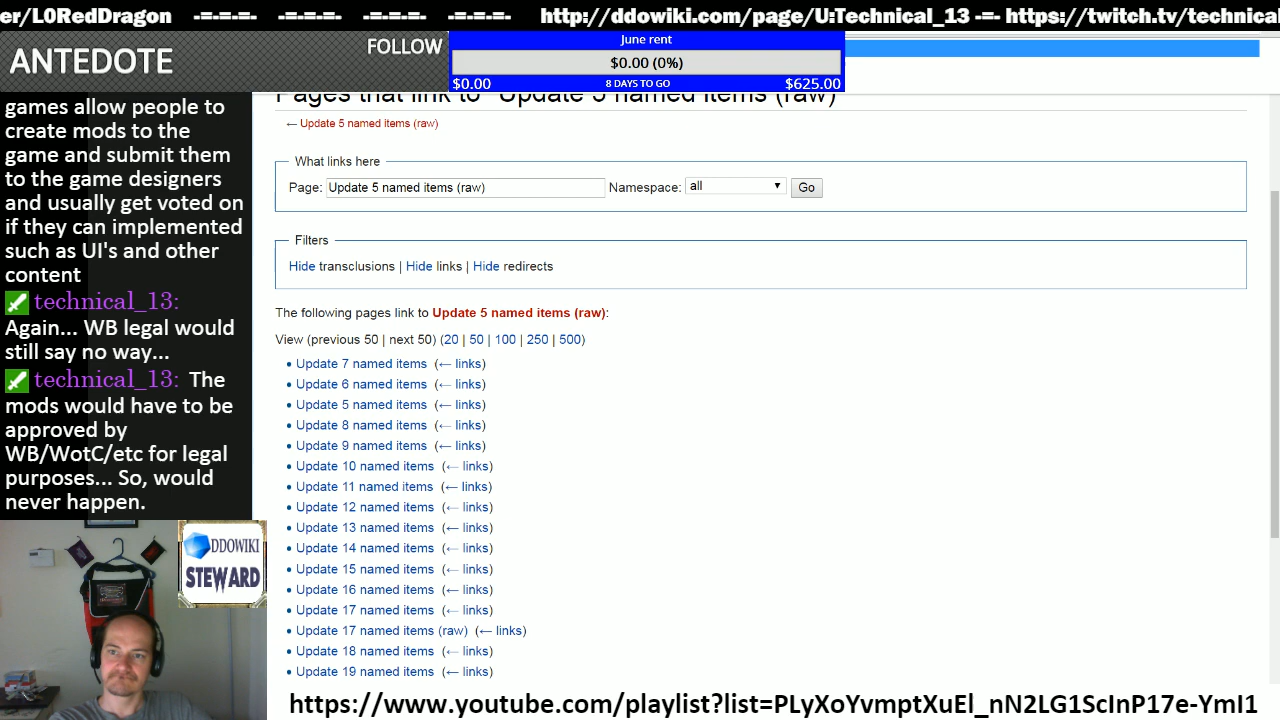 er/L0RedDragon -=-=-=- -=-=-=- -=-=-=- -=-=-=- http://ddowiki.com/page/U:Technical_13 -=- https://twitch.tv/technical
ANTEDOTE
FOLLOW
June rent
$0.00 (0%)
$0.00 8 DAYS TO GO $625.00
games allow people to
create mods to the
game and submit them
to the game designers
and usually get voted on
if they can implemented
such as UI's and other
content
technical_13:
Again... WB legal would
still say no way...
technical_13: The
mods would have to be
approved by
WB/WotC/etc for legal
purposes... So, would
never happen.
DDOWIKI
STEWARD
Pages that link to "Update 5 named items (raw)"
← Update 5 named items (raw)
What links here
Page: Update 5 named items (raw) Namespace: all Go
Filters
Hide transclusions | Hide links | Hide redirects
The following pages link to Update 5 named items (raw):
View (previous 50 | next 50) (20 | 50 | 100 | 250 | 500)
• Update 7 named items (← links)
• Update 6 named items (← links)
• Update 5 named items (← links)
• Update 8 named items (← links)
• Update 9 named items (← links)
• Update 10 named items (← links)
• Update 11 named items (← links)
• Update 12 named items (← links)
• Update 13 named items (← links)
• Update 14 named items (← links)
• Update 15 named items (← links)
• Update 16 named items (← links)
• Update 17 named items (← links)
• Update 17 named items (raw) (← links)
• Update 18 named items (← links)
• Update 19 named items (← links)
https://www.youtube.com/playlist?list=PLyXoYvmptXuEl_nN2LG1ScInP17e-YmI1